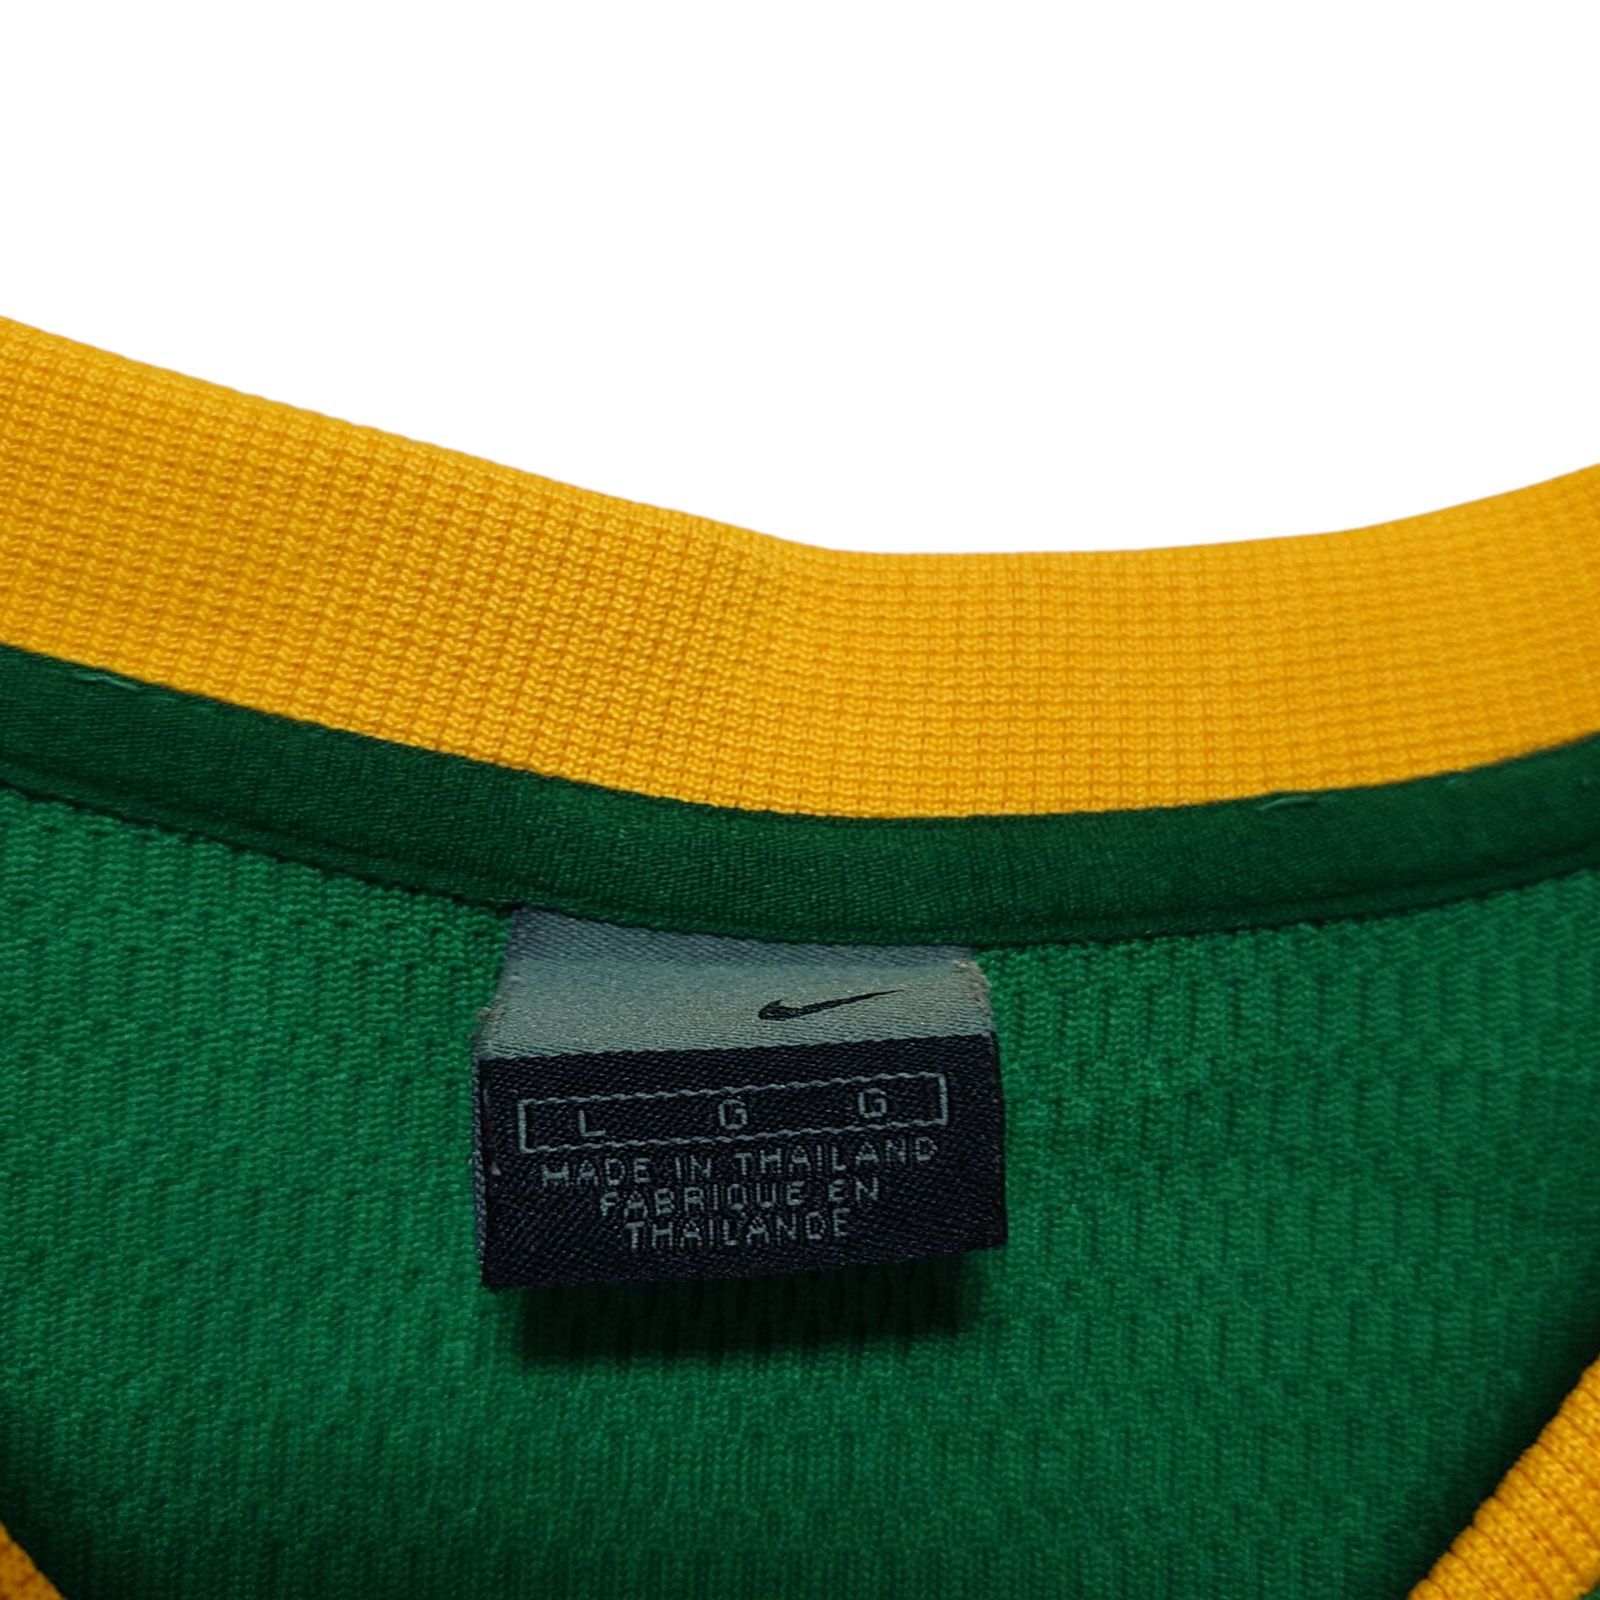 L G G
MADE IN THAILAND
FABRIQUE EN
THAILANDE